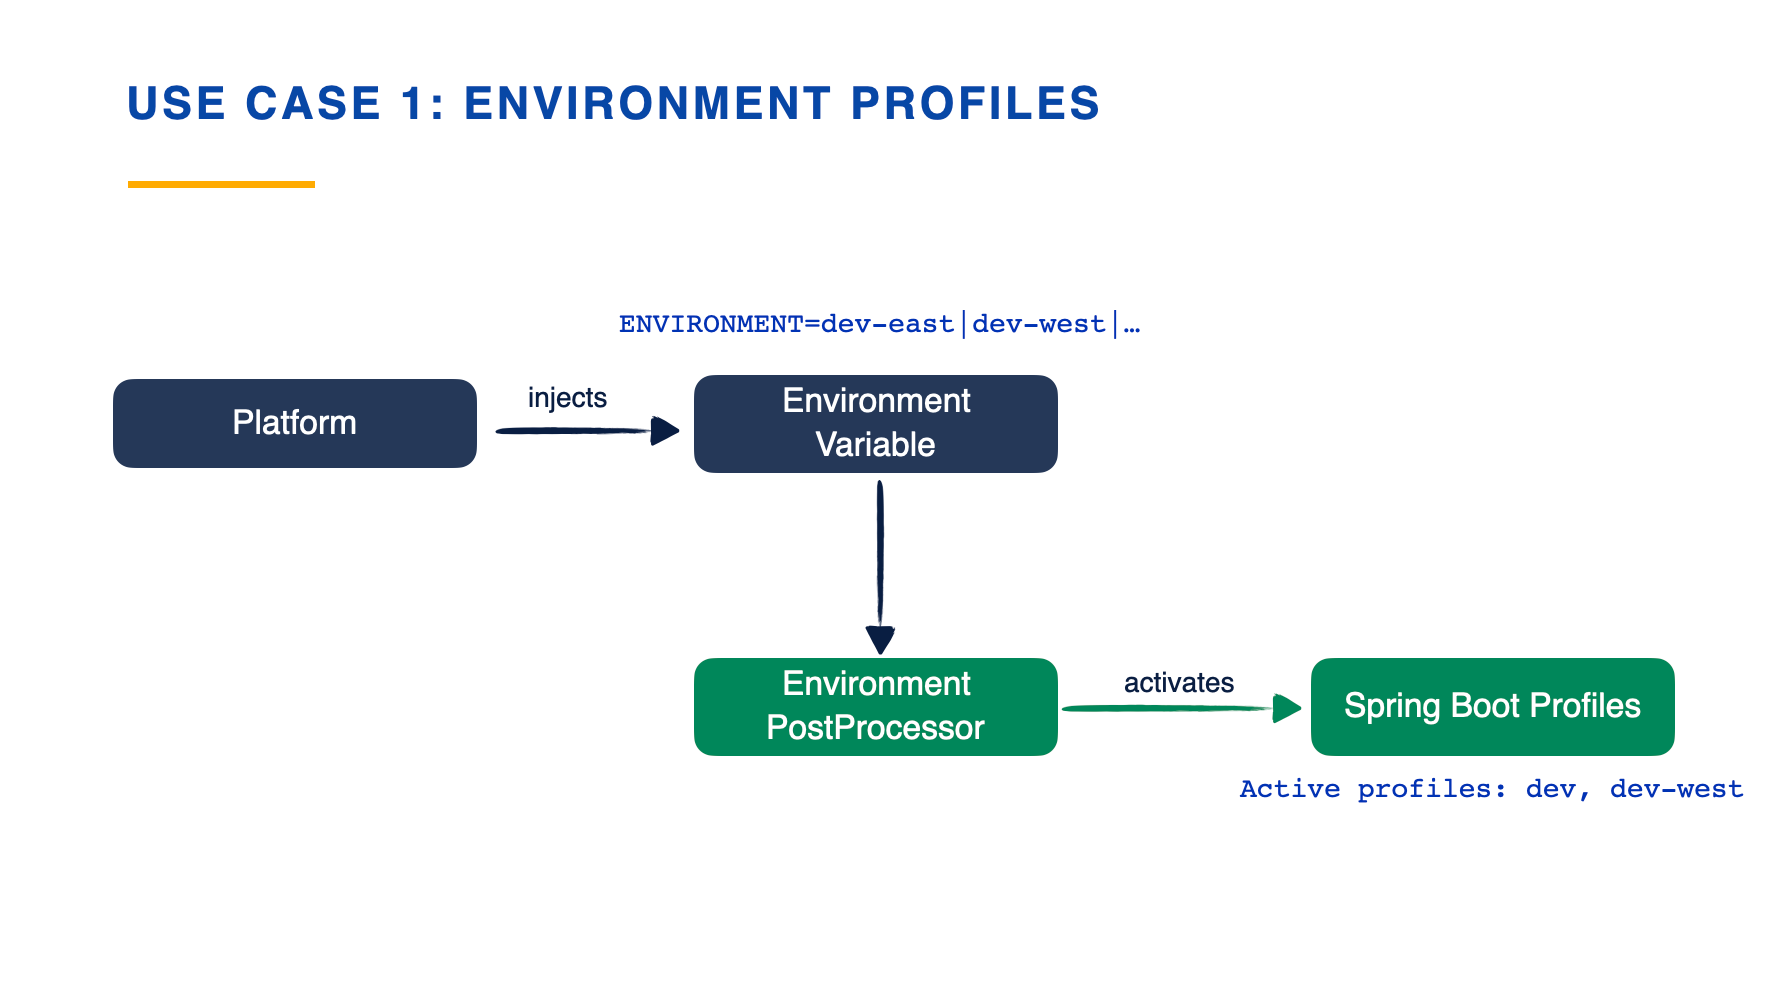 USE CASE 1: ENVIRONMENT PROFILES
ENVIRONMENT=dev-east|dev-west|…
Platform
injects
Environment
Variable
Environment
PostProcessor
activates
Spring Boot Profiles
Active profiles: dev, dev-west